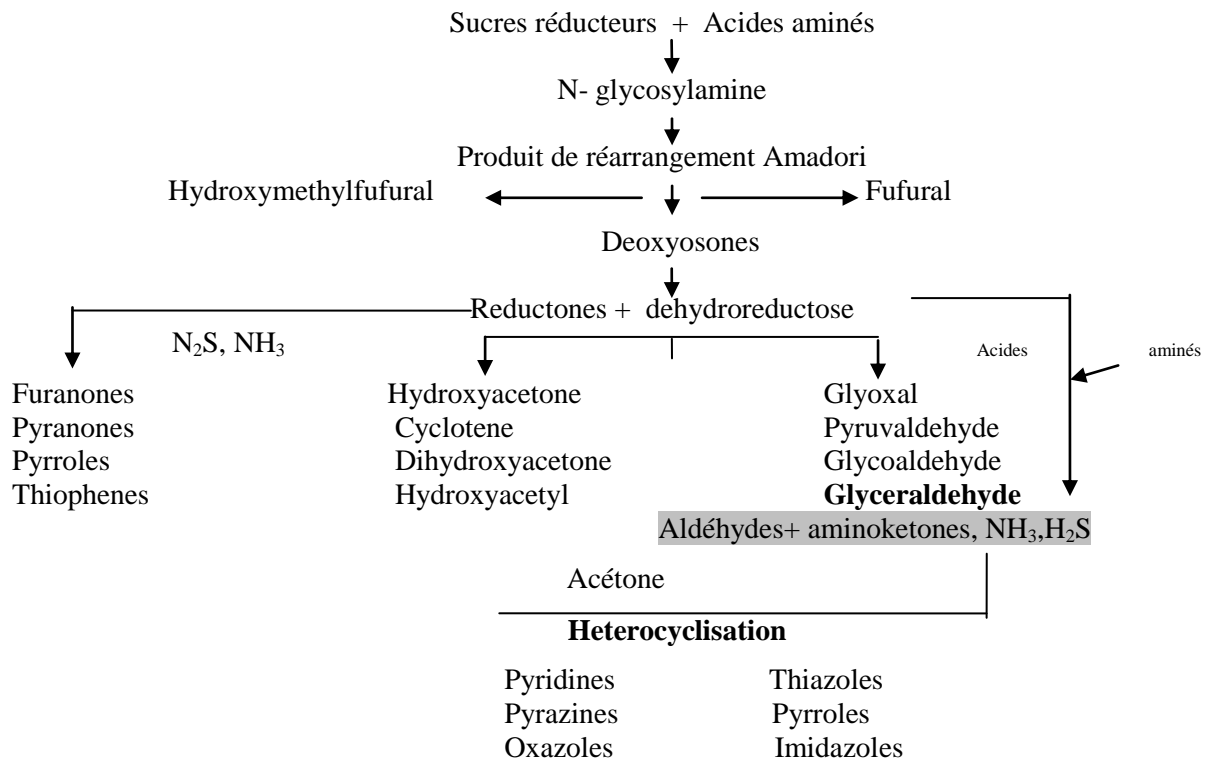 Sucres réducteurs + Acides aminés
N- glycosylamine
Produit de réarrangement Amadori
Hydroxymethylfufural Fufural
Deoxyosones
Reductones + dehydroreductose
N₂S, NH₃ Acides aminés
Furanones Hydroxyacetone Glyoxal
Pyranones Cyclotene Pyruvaldehyde
Pyrroles Dihydroxyacetone Glycoaldehyde
Thiophenes Hydroxyacetyl Glyceraldehyde
Aldéhydes+ aminoketones, NH₃,H₂S
Acétone
Heterocyclisation
Pyridines Thiazoles
Pyrazines Pyrroles
Oxazoles Imidazoles